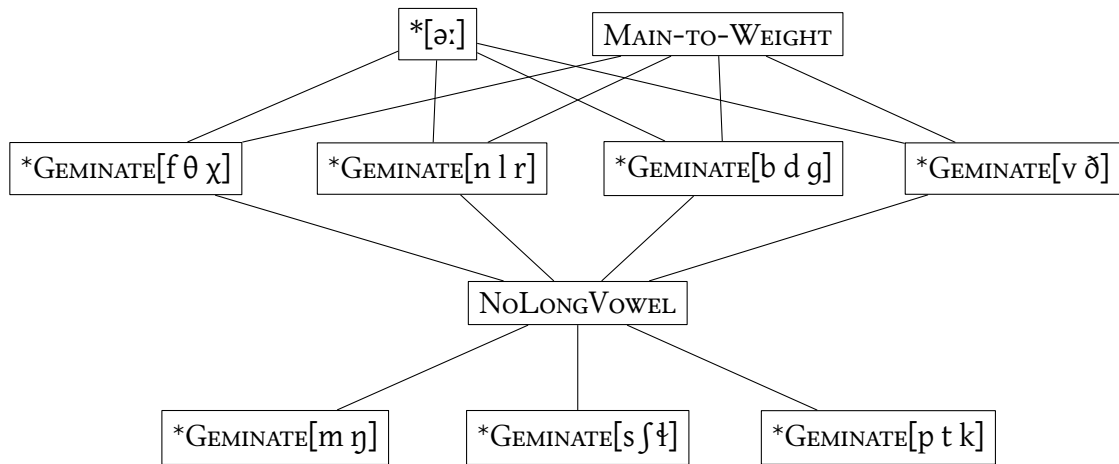 *[əː]
MAIN-TO-WEIGHT
*GEMINATE[f θ χ]
*GEMINATE[n l r]
*GEMINATE[b d ɡ]
*GEMINATE[v ð]
NOLONGVOWEL
*GEMINATE[m ŋ]
*GEMINATE[s ʃ ɬ]
*GEMINATE[p t k]